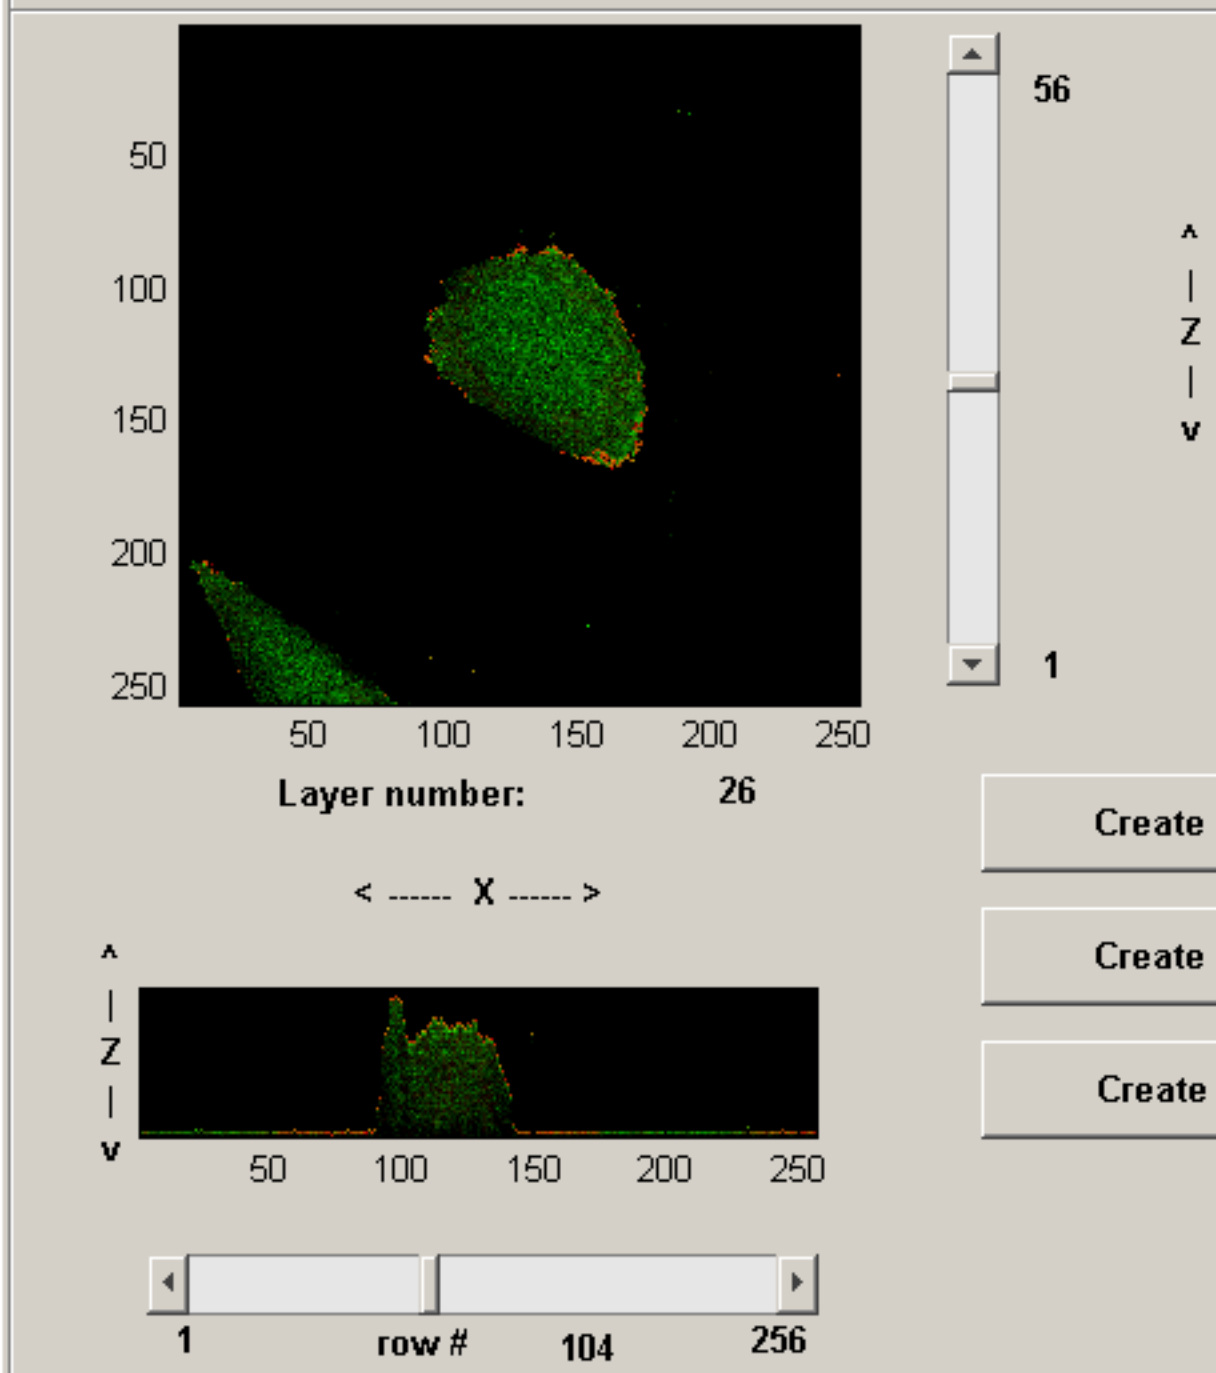 56
50
100
150
200
250
^
|
Z
|
v
1
50 100 150 200 250
Layer number: 26
Create
< ------ X ------ >
Create
^
|
Z
|
v
Create
50 100 150 200 250
1 row # 104 256